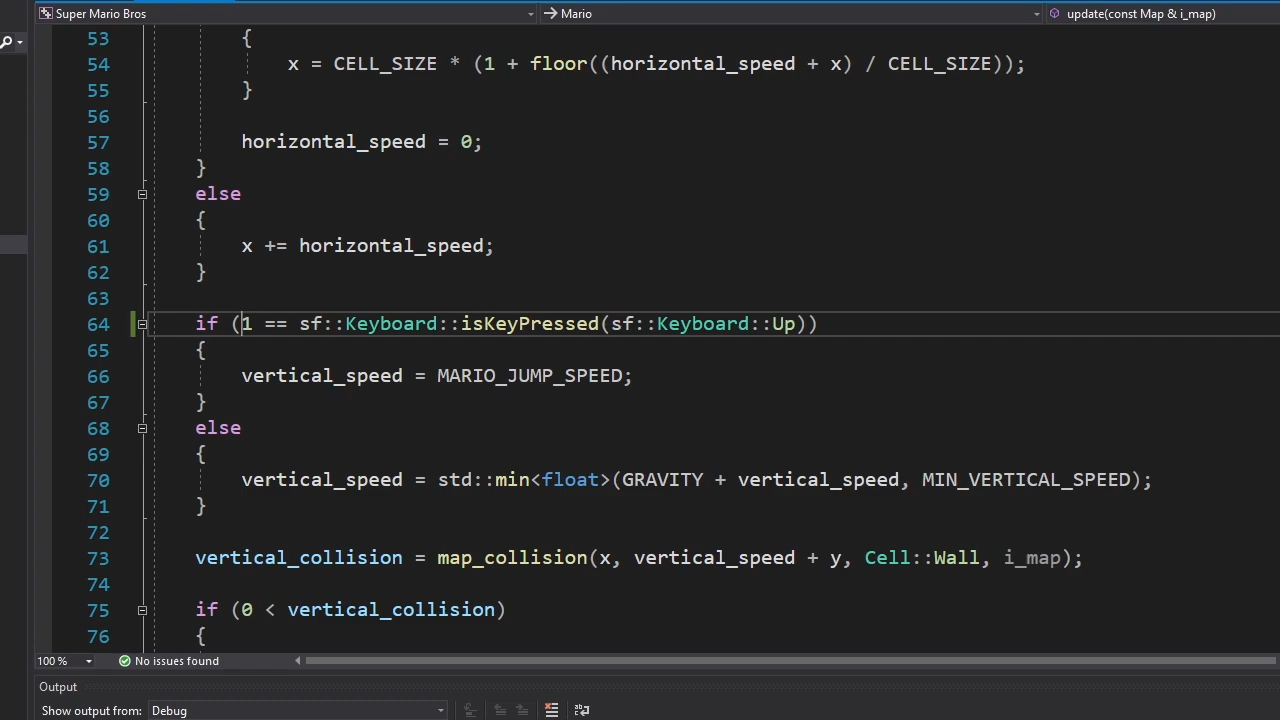 Super Mario Bros
Mario
update(const Map & i_map)
53 {
54 x = CELL_SIZE * (1 + floor((horizontal_speed + x) / CELL_SIZE));
55 }
56
57 horizontal_speed = 0;
58 }
59 else
60 {
61 x += horizontal_speed;
62 }
63
64 if (1 == sf::Keyboard::isKeyPressed(sf::Keyboard::Up))
65 {
66 vertical_speed = MARIO_JUMP_SPEED;
67 }
68 else
69 {
70 vertical_speed = std::min<float>(GRAVITY + vertical_speed, MIN_VERTICAL_SPEED);
71 }
72
73 vertical_collision = map_collision(x, vertical_speed + y, Cell::Wall, i_map);
74
75 if (0 < vertical_collision)
76 {
100 %
No issues found
Output
Show output from: Debug